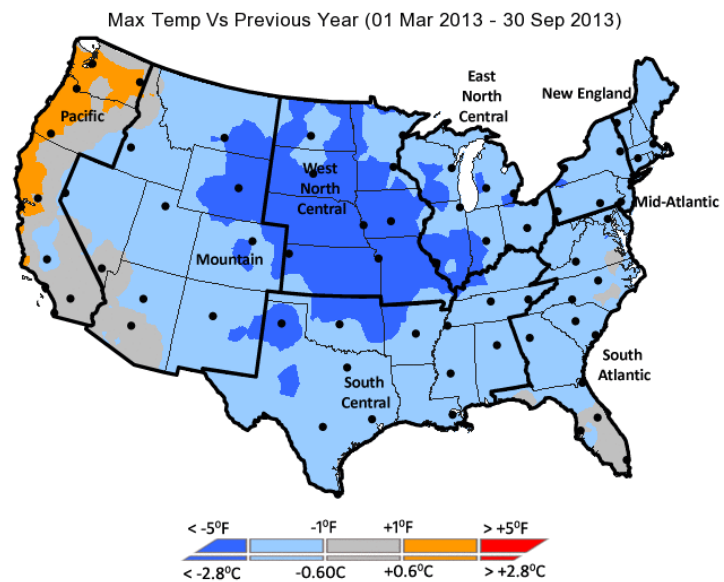 Max Temp Vs Previous Year (01 Mar 2013 - 30 Sep 2013)
East
North
Central
New England
Pacific
West
North
Central
Mid-Atlantic
Mountain
South
Atlantic
South
Central
< -5⁰F -1⁰F +1⁰F > +5⁰F
< -2.8⁰C -0.60C +0.6⁰C > +2.8⁰C